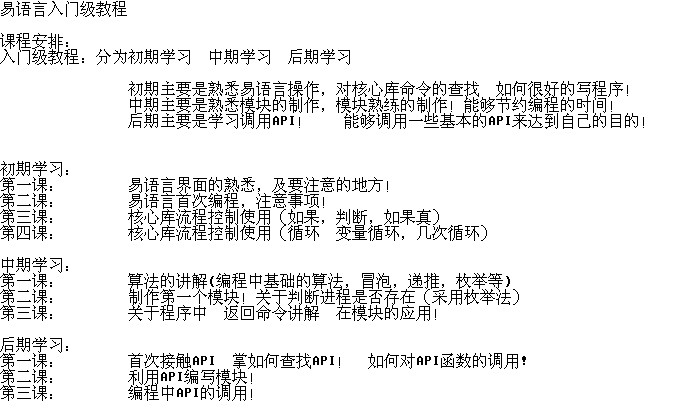 易语言入门级教程
课程安排：
入门级教程：分为初期学习  中期学习  后期学习
初期主要是熟悉易语言操作，对核心库命令的查找  如何很好的写程序！
中期主要是熟悉模块的制作，模块熟练的制作！能够节约编程的时间！
后期主要是学习调用API！    能够调用一些基本的API来达到自己的目的！
初期学习：
第一课：    易语言界面的熟悉，及要注意的地方！
第二课：    易语言首次编程，注意事项！
第三课：    核心库流程控制使用（如果，判断，如果真）
第四课：    核心库流程控制使用（循环  变量循环，几次循环）
中期学习：
第一课：    算法的讲解(编程中基础的算法，冒泡，递推，枚举等)
第二课：    制作第一个模块！关于判断进程是否存在（采用枚举法）
第三课：    关于程序中  返回命令讲解  在模块的应用！
后期学习：
第一课：    首次接触API  掌如何查找API！  如何对API函数的调用！
第二课：    利用API编写模块！
第三课：    编程中API的调用！